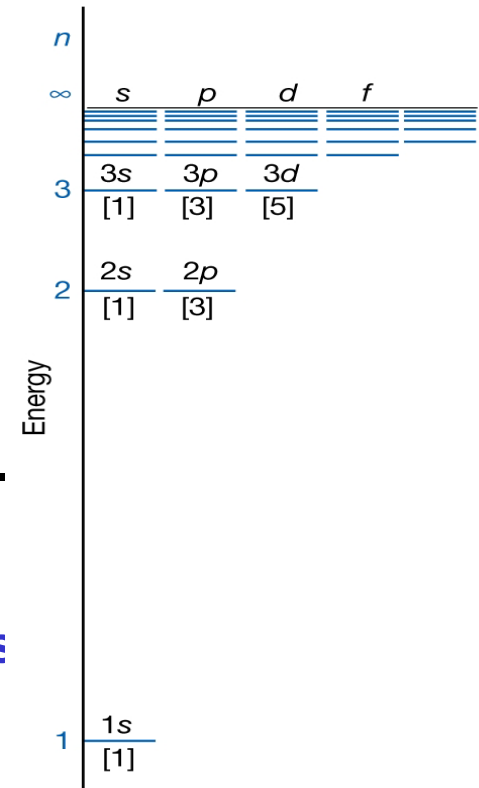 n
∞ s p d f
3s 3p 3d
3
[1] [3] [5]
2s 2p
2
[1] [3]
Energy
s
1s
1
[1]